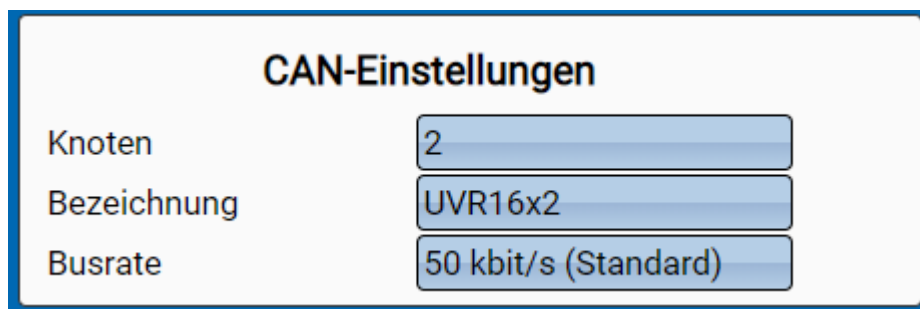 CAN-Einstellungen
Knoten 2
Bezeichnung UVR16x2
Busrate 50 kbit/s (Standard)